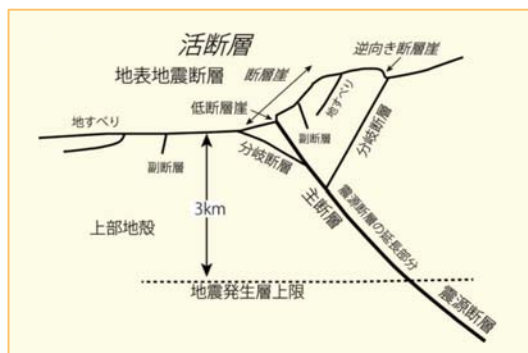 活断層
地表地震断層
断層崖
逆向き断層崖
低断層崖
地すべり
地すべり
副断層
副断層
分岐断層
分岐断層
3km
主断層
震源断層の延長部分
上部地殻
地震発生層上限
震源断層